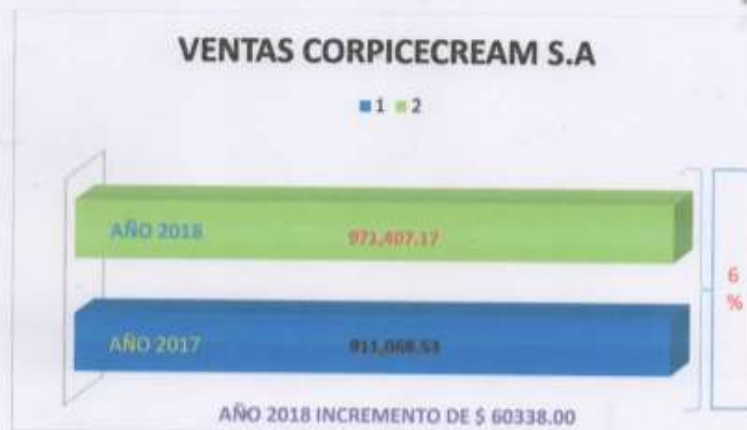 VENTAS CORPICECREAM S.A
1 2
AÑO 2018 971,407.17
6
%
AÑO 2017 911,068.53
AÑO 2018 INCREMENTO DE $ 60338.00